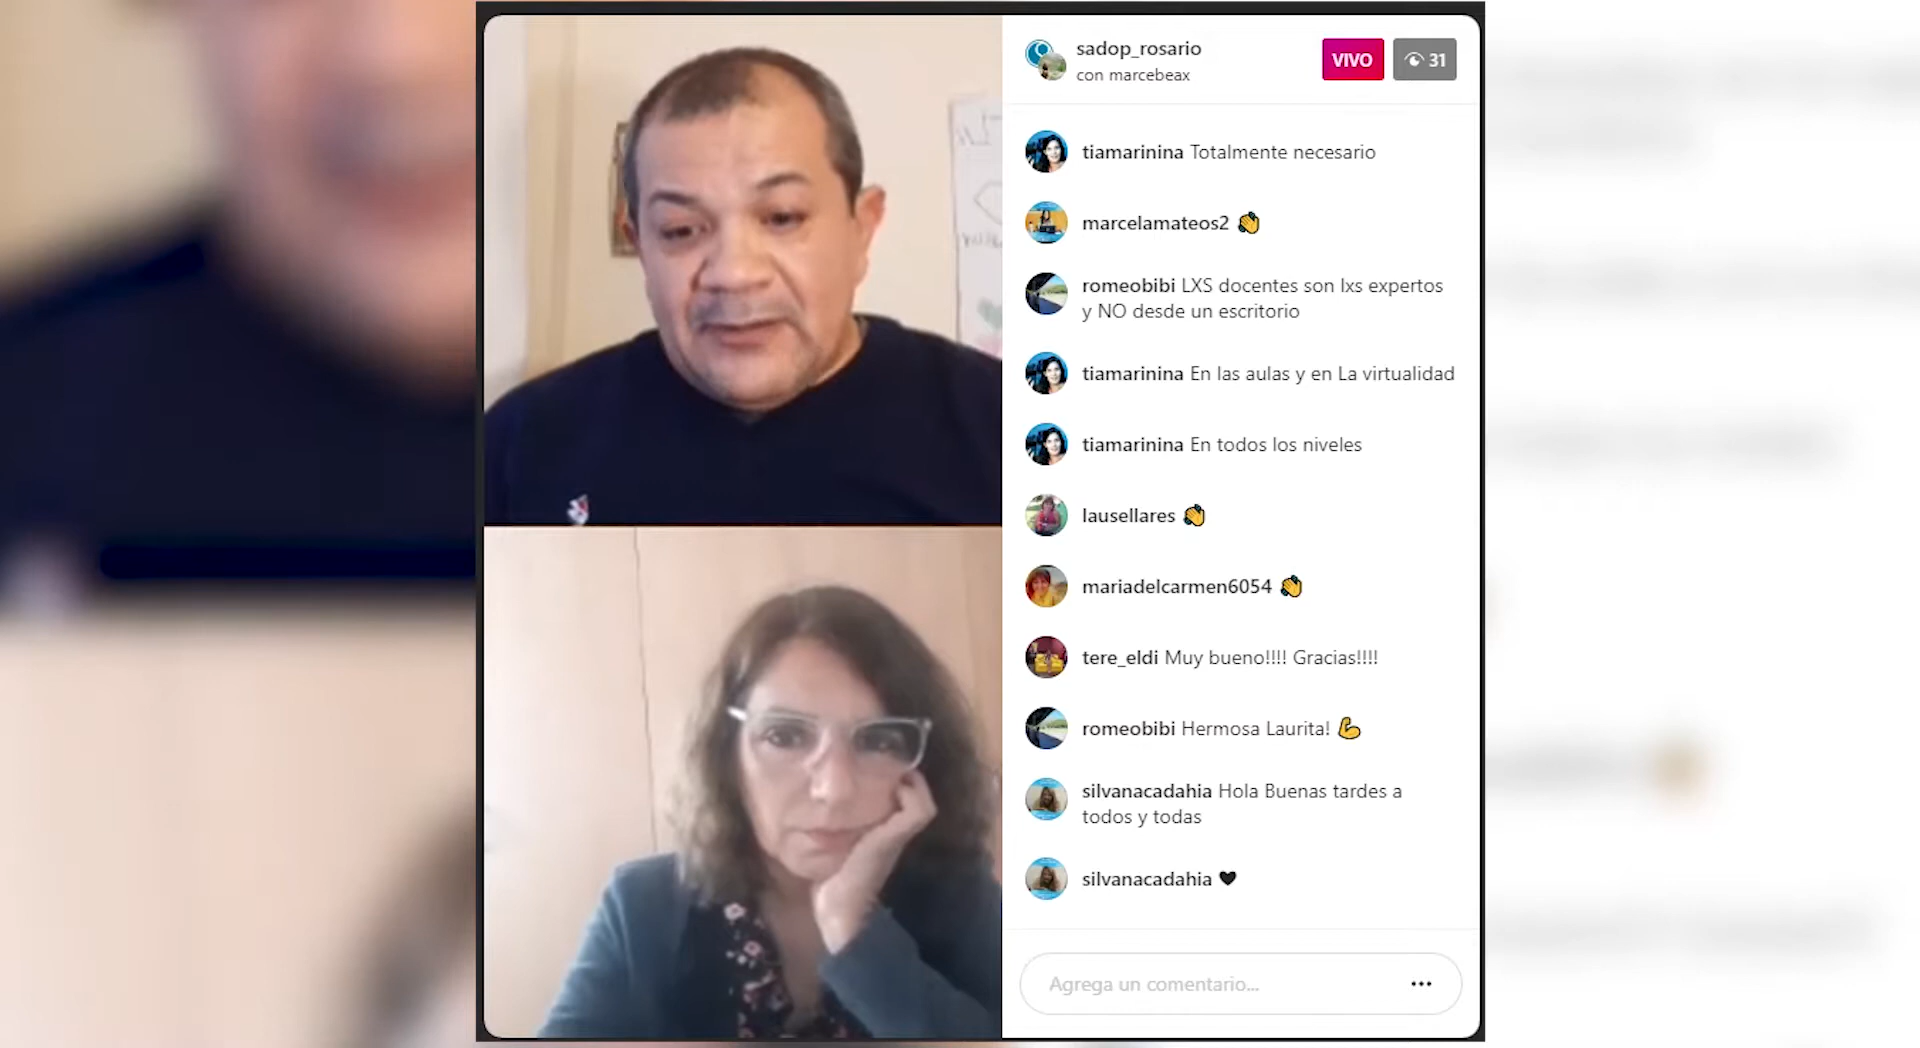 sadop_rosario
con marcebeax
VIVO
31
tiamarinina Totalmente necesario
marcelamateos2 👏
romeobibi LXS docentes son lxs expertos
y NO desde un escritorio
tiamarinina En las aulas y en La virtualidad
tiamarinina En todos los niveles
lausellares 👏
mariadelcarmen6054 👏
tere_eldi Muy bueno!!!! Gracias!!!!
romeobibi Hermosa Laurita! 💪
silvanacadahia Hola Buenas tardes a
todos y todas
silvanacadahia 🖤
Agrega un comentario...